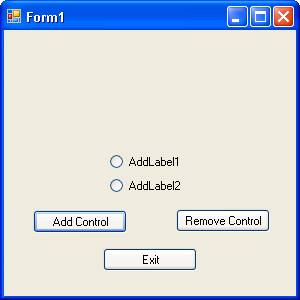 Form1
AddLabel1
AddLabel2
Add Control Remove Control
Exit